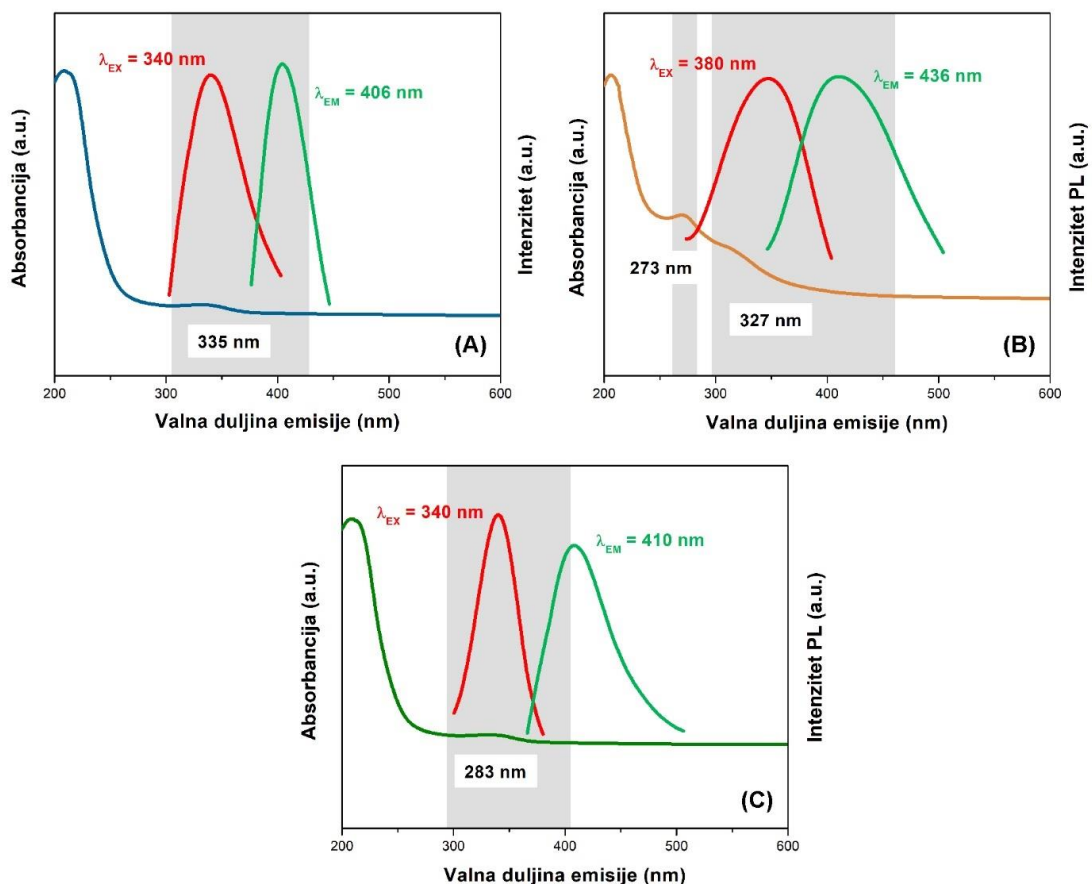 λEX = 340 nm
λEM = 406 nm
Absorbancija (a.u.)
Intenzitet (a.u.)
335 nm
(A)
200 300 400 500 600
Valna duljina emisije (nm)
λEX = 380 nm
λEM = 436 nm
Absorbancija (a.u.)
Intenzitet PL (a.u.)
273 nm
327 nm
(B)
200 300 400 500 600
Valna duljina emisije (nm)
λEX = 340 nm
λEM = 410 nm
Absorbancija (a.u.)
Intenzitet PL (a.u.)
283 nm
(C)
200 300 400 500 600
Valna duljina emisije (nm)